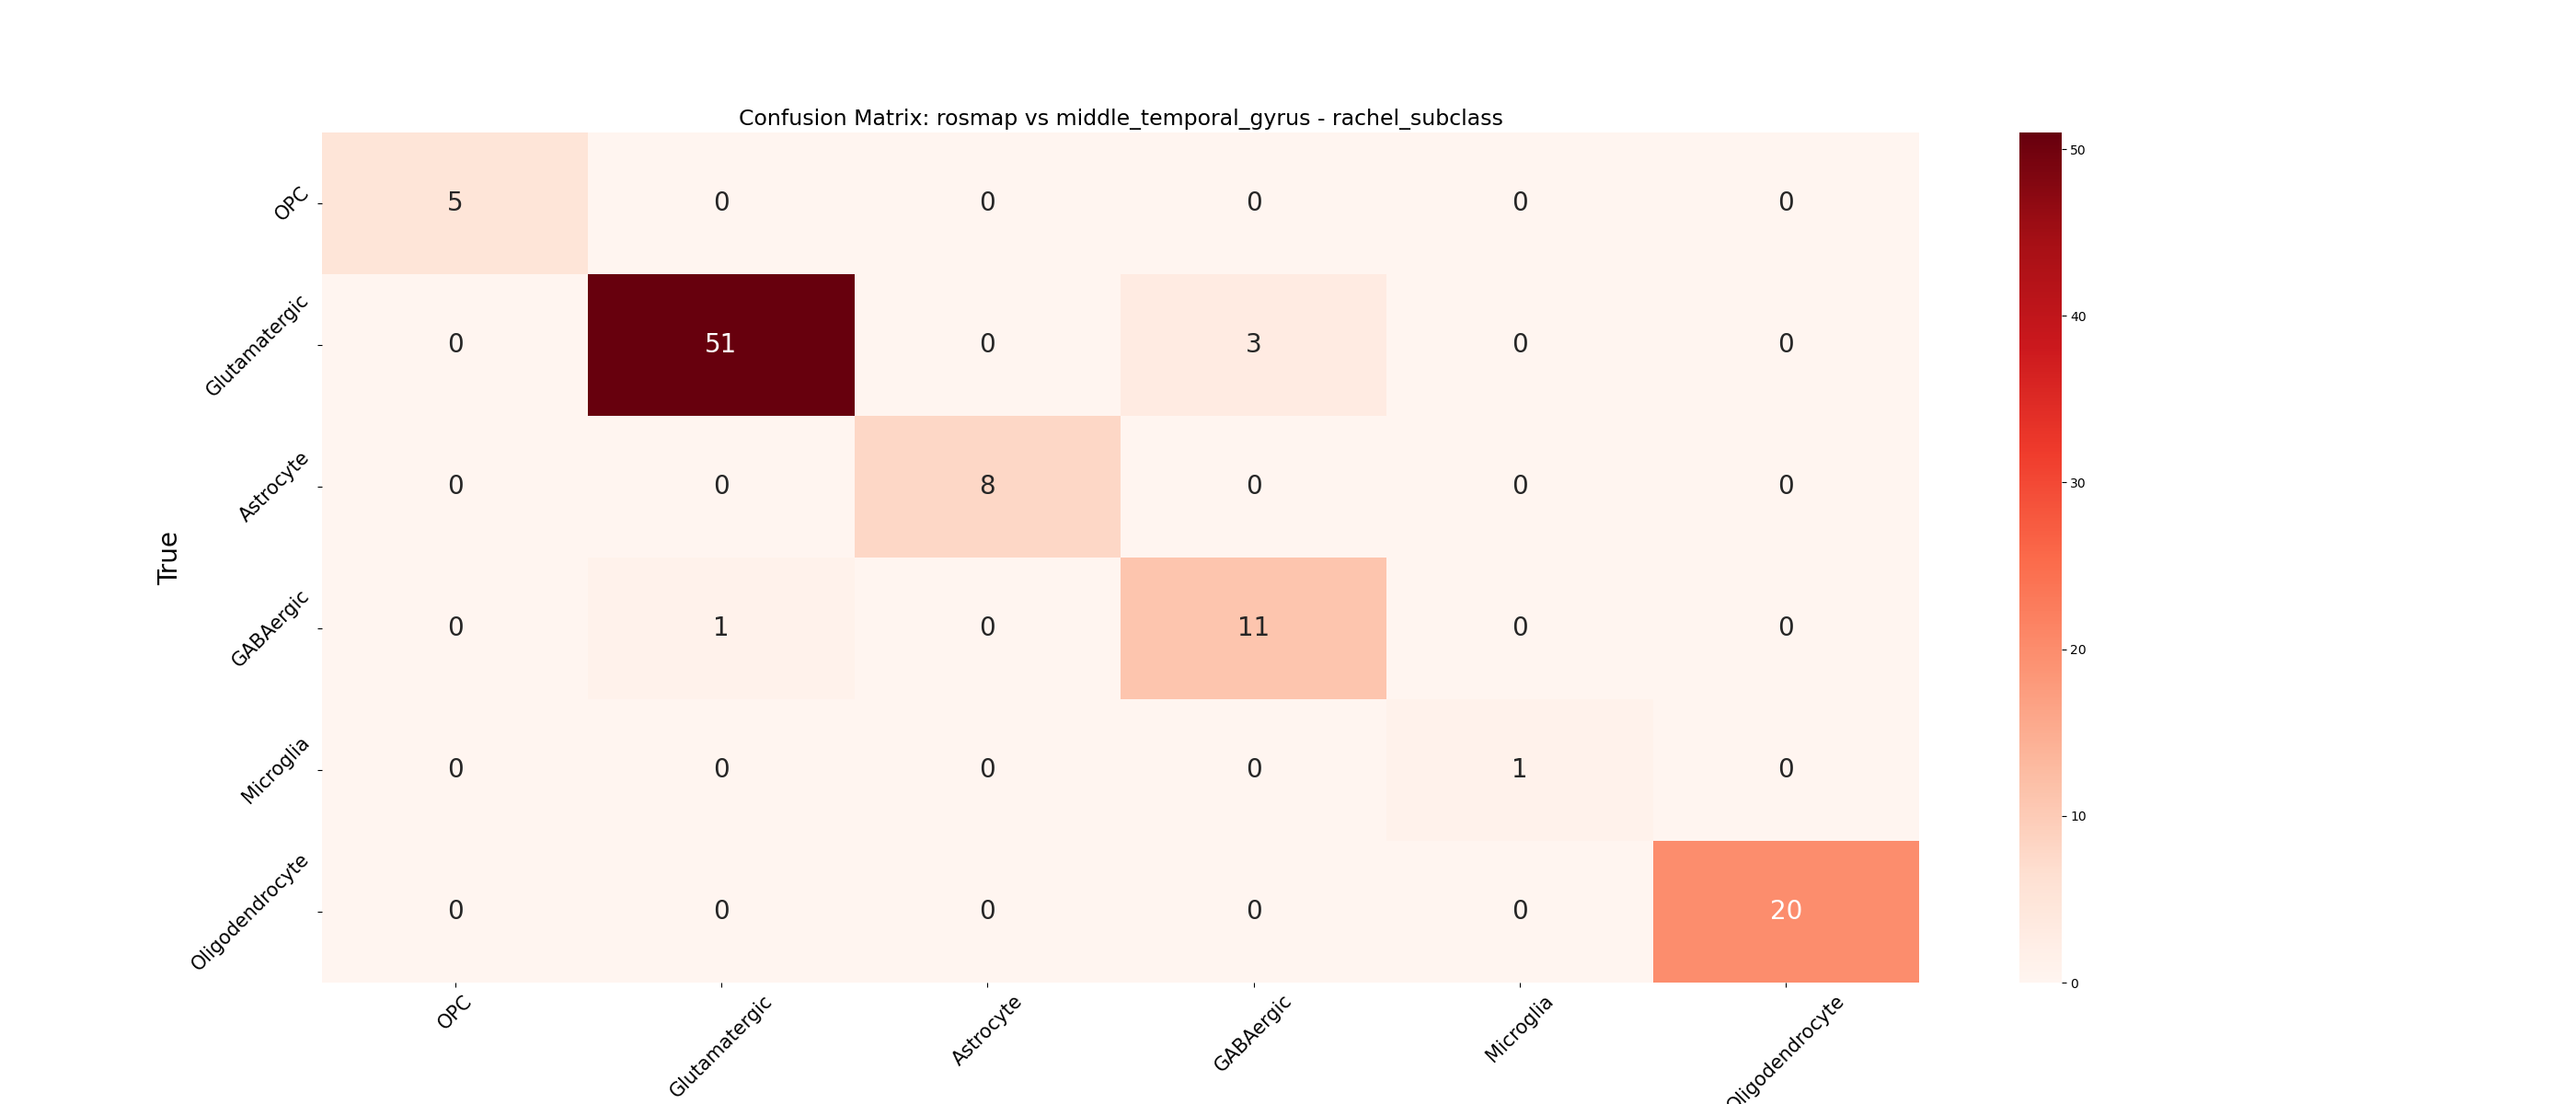 Confusion Matrix: rosmap vs middle_temporal_gyrus - rachel_subclass
True
OPC 5 0 0 0 0 0
Glutamatergic 0 51 0 3 0 0
Astrocyte 0 0 8 0 0 0
GABAergic 0 1 0 11 0 0
Microglia 0 0 0 0 1 0
Oligodendrocyte 0 0 0 0 0 20
OPC Glutamatergic Astrocyte GABAergic Microglia Oligodendrocyte
50
40
30
20
10
0